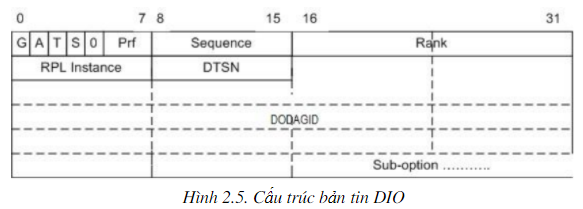 0 7 8 15 16 31
G A T S 0 Prf Sequence Rank
RPL Instance DTSN
DODAGID
Sub-option ...........
Hình 2.5. Cấu trúc bản tin DIO